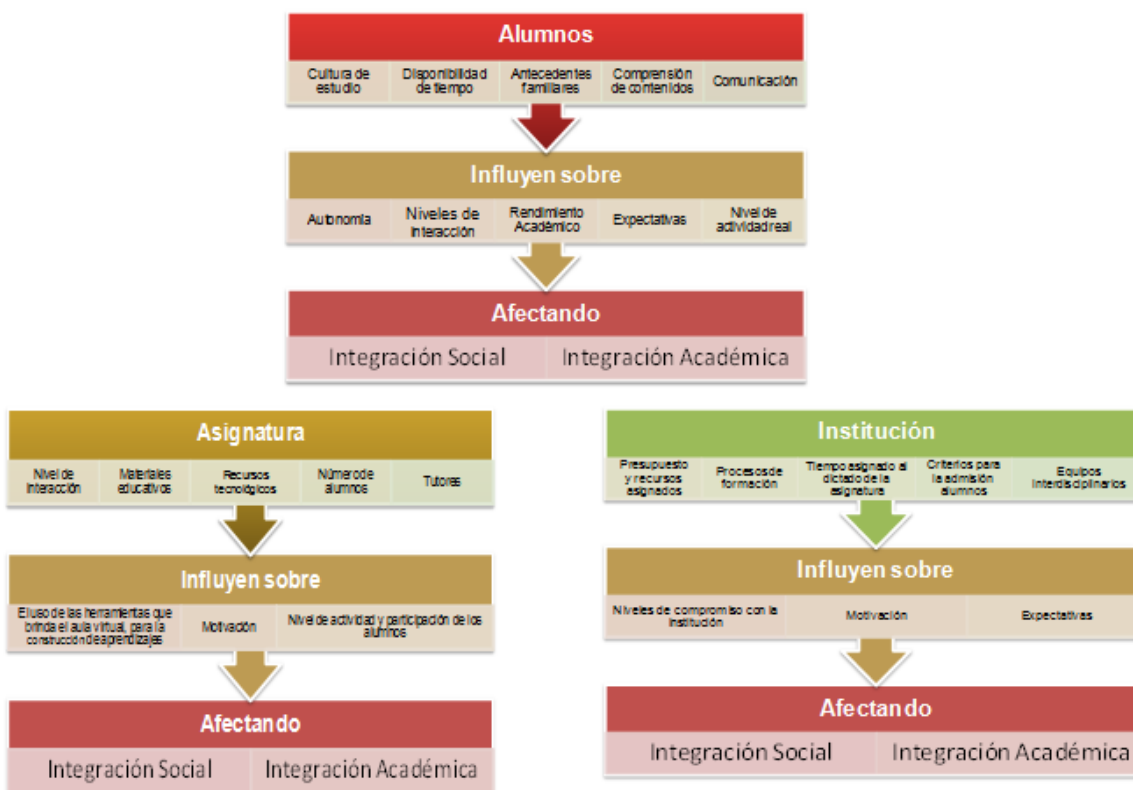 Alumnos
Cultura de
estudio
Disponibilidad
de tiempo
Antecedentes
familiares
Comprensión
de contenidos
Comunicación
Influyen sobre
Autonomía
Niveles de
Interacción
Rendimiento
Académico
Expectativas
Nivel de
actividad real
Afectando
Integración Social
Integración Académica
Asignatura
Nivel de
Interacción
Materiales
educativos
Recursos
tecnológicos
Número de
alumnos
Tutores
Influyen sobre
El uso de las herramientas que
brinda el aula virtual, para la
construcción de aprendizajes
Motivación
Nivel de actividad y participación de los
alumnos
Afectando
Integración Social
Integración Académica
Institución
Presupuesto
y recursos
asignados
Procesos de
formación
Tiempo asignado al
dictado de la
asignatura
Criterios para
la admisión
alumnos
Equipos
Interdisciplinarios
Influyen sobre
Niveles de compromiso con la
Institución
Motivación
Expectativas
Afectando
Integración Social
Integración Académica